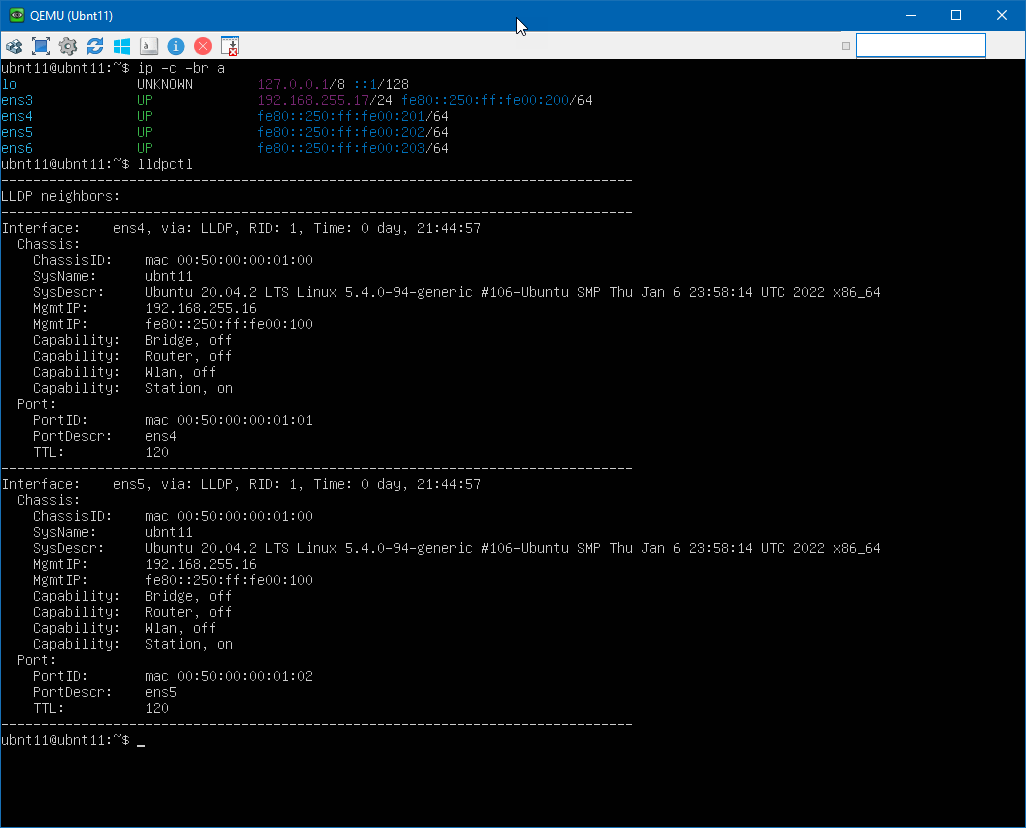 QEMU (Ubnt11)
ubnt11@ubnt11:~$ ip -c -br a
lo               UNKNOWN        127.0.0.1/8 ::1/128
ens3             UP             192.168.255.17/24 fe80::250:ff:fe00:200/64
ens4             UP             fe80::250:ff:fe00:201/64
ens5             UP             fe80::250:ff:fe00:202/64
ens6             UP             fe80::250:ff:fe00:203/64
ubnt11@ubnt11:~$ lldpctl
-------------------------------------------------------------------------------
LLDP neighbors:
-------------------------------------------------------------------------------
Interface:    ens4, via: LLDP, RID: 1, Time: 0 day, 21:44:57
  Chassis:
    ChassisID:    mac 00:50:00:00:01:00
    SysName:      ubnt11
    SysDescr:     Ubuntu 20.04.2 LTS Linux 5.4.0-94-generic #106-Ubuntu SMP Thu Jan 6 23:58:14 UTC 2022 x86_64
    MgmtIP:       192.168.255.16
    MgmtIP:       fe80::250:ff:fe00:100
    Capability:   Bridge, off
    Capability:   Router, off
    Capability:   Wlan, off
    Capability:   Station, on
  Port:
    PortID:       mac 00:50:00:00:01:01
    PortDescr:    ens4
    TTL:          120
-------------------------------------------------------------------------------
Interface:    ens5, via: LLDP, RID: 1, Time: 0 day, 21:44:57
  Chassis:
    ChassisID:    mac 00:50:00:00:01:00
    SysName:      ubnt11
    SysDescr:     Ubuntu 20.04.2 LTS Linux 5.4.0-94-generic #106-Ubuntu SMP Thu Jan 6 23:58:14 UTC 2022 x86_64
    MgmtIP:       192.168.255.16
    MgmtIP:       fe80::250:ff:fe00:100
    Capability:   Bridge, off
    Capability:   Router, off
    Capability:   Wlan, off
    Capability:   Station, on
  Port:
    PortID:       mac 00:50:00:00:01:02
    PortDescr:    ens5
    TTL:          120
-------------------------------------------------------------------------------
ubnt11@ubnt11:~$ _